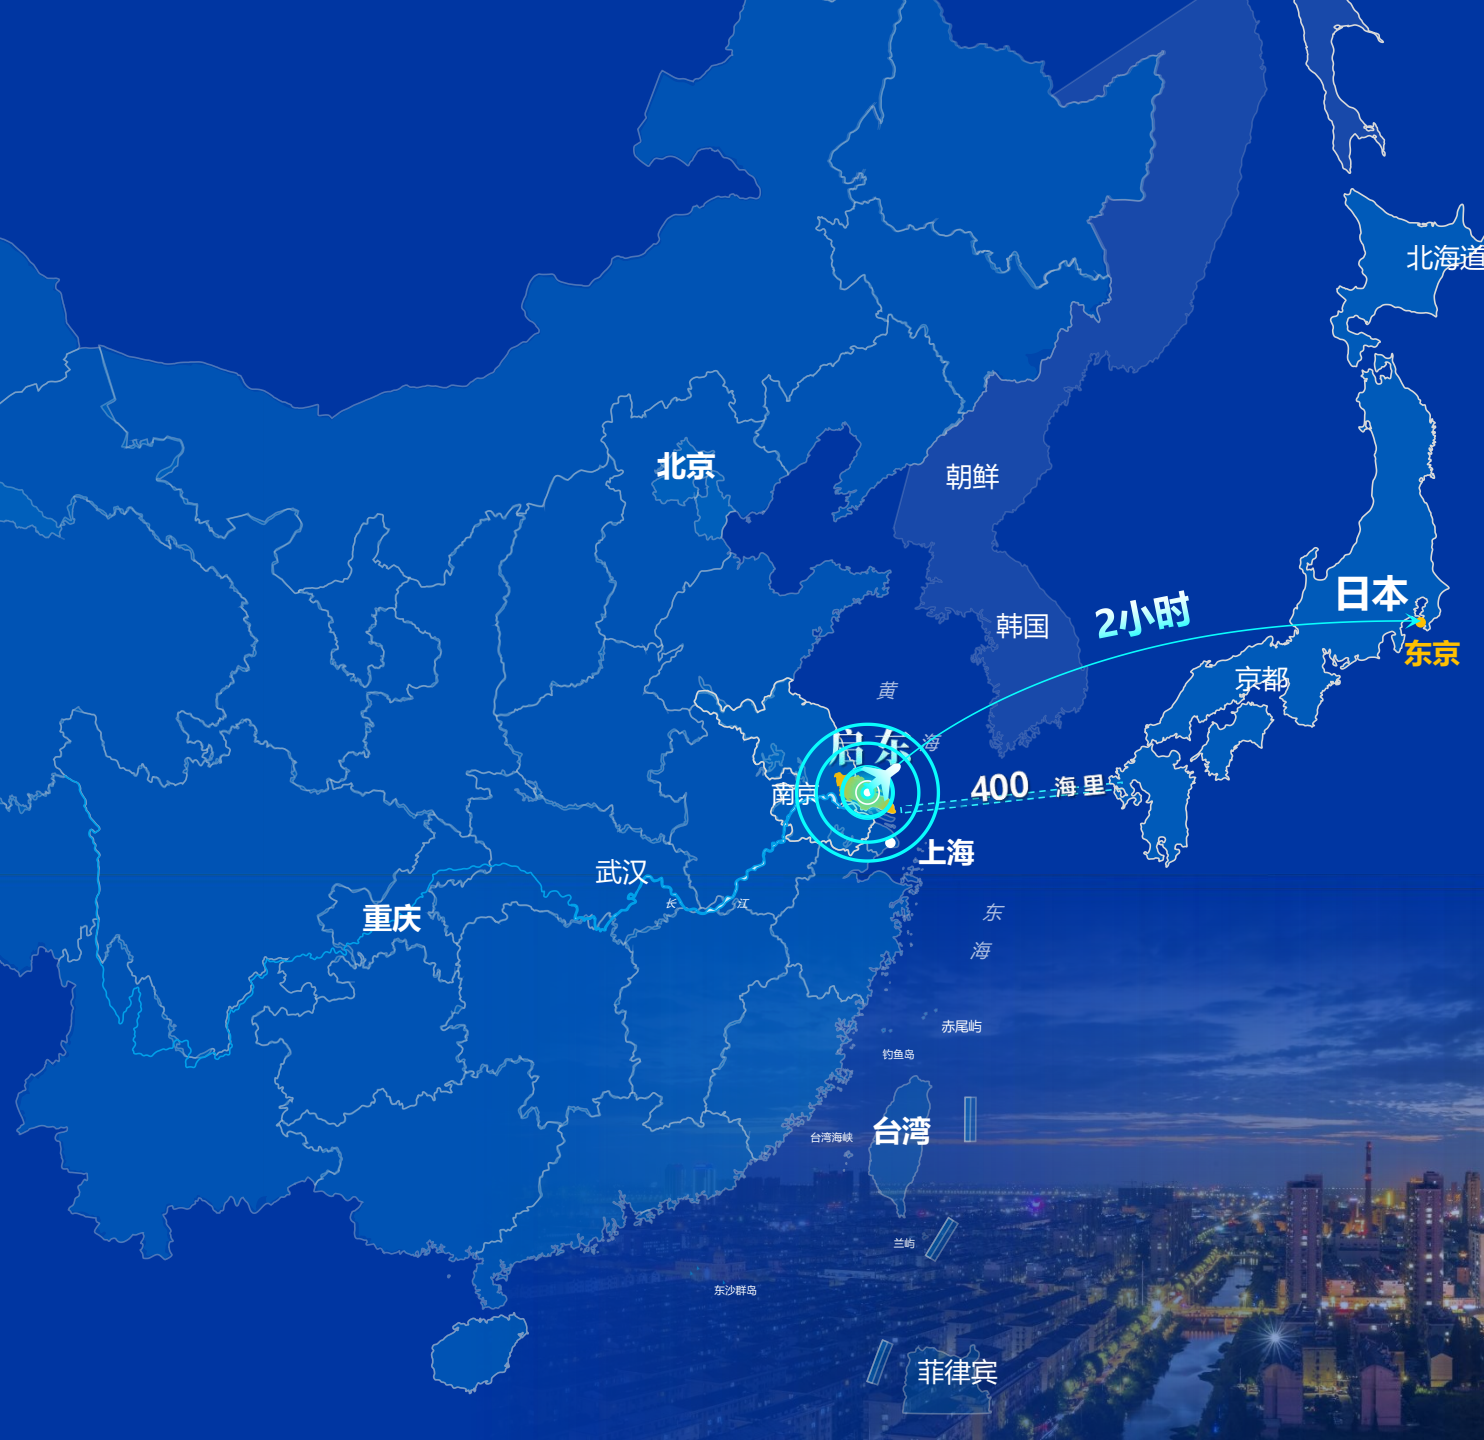 北海道
北京
朝鲜
2小时
日本
韩国
东京
京都
黄
海
启东
南京
400 海里
上海
武汉
长 江
重庆
东
海
赤尾屿
钓鱼岛
台湾
台湾海峡
兰屿
东沙群岛
菲律宾